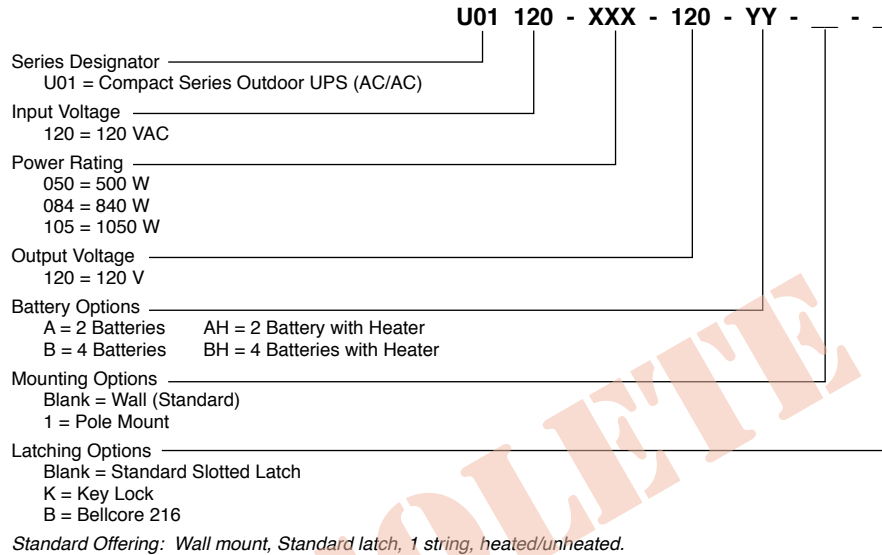 U01 120 - XXX - 120 - YY - __ - _
Series Designator
U01 = Compact Series Outdoor UPS (AC/AC)
Input Voltage
120 = 120 VAC
Power Rating
050 = 500 W
084 = 840 W
105 = 1050 W
Output Voltage
120 = 120 V
Battery Options
A = 2 Batteries AH = 2 Battery with Heater
B = 4 Batteries BH = 4 Batteries with Heater
Mounting Options
Blank = Wall (Standard)
1 = Pole Mount
Latching Options
Blank = Standard Slotted Latch
K = Key Lock
B = Bellcore 216
Standard Offering: Wall mount, Standard latch, 1 string, heated/unheated.
OLETE